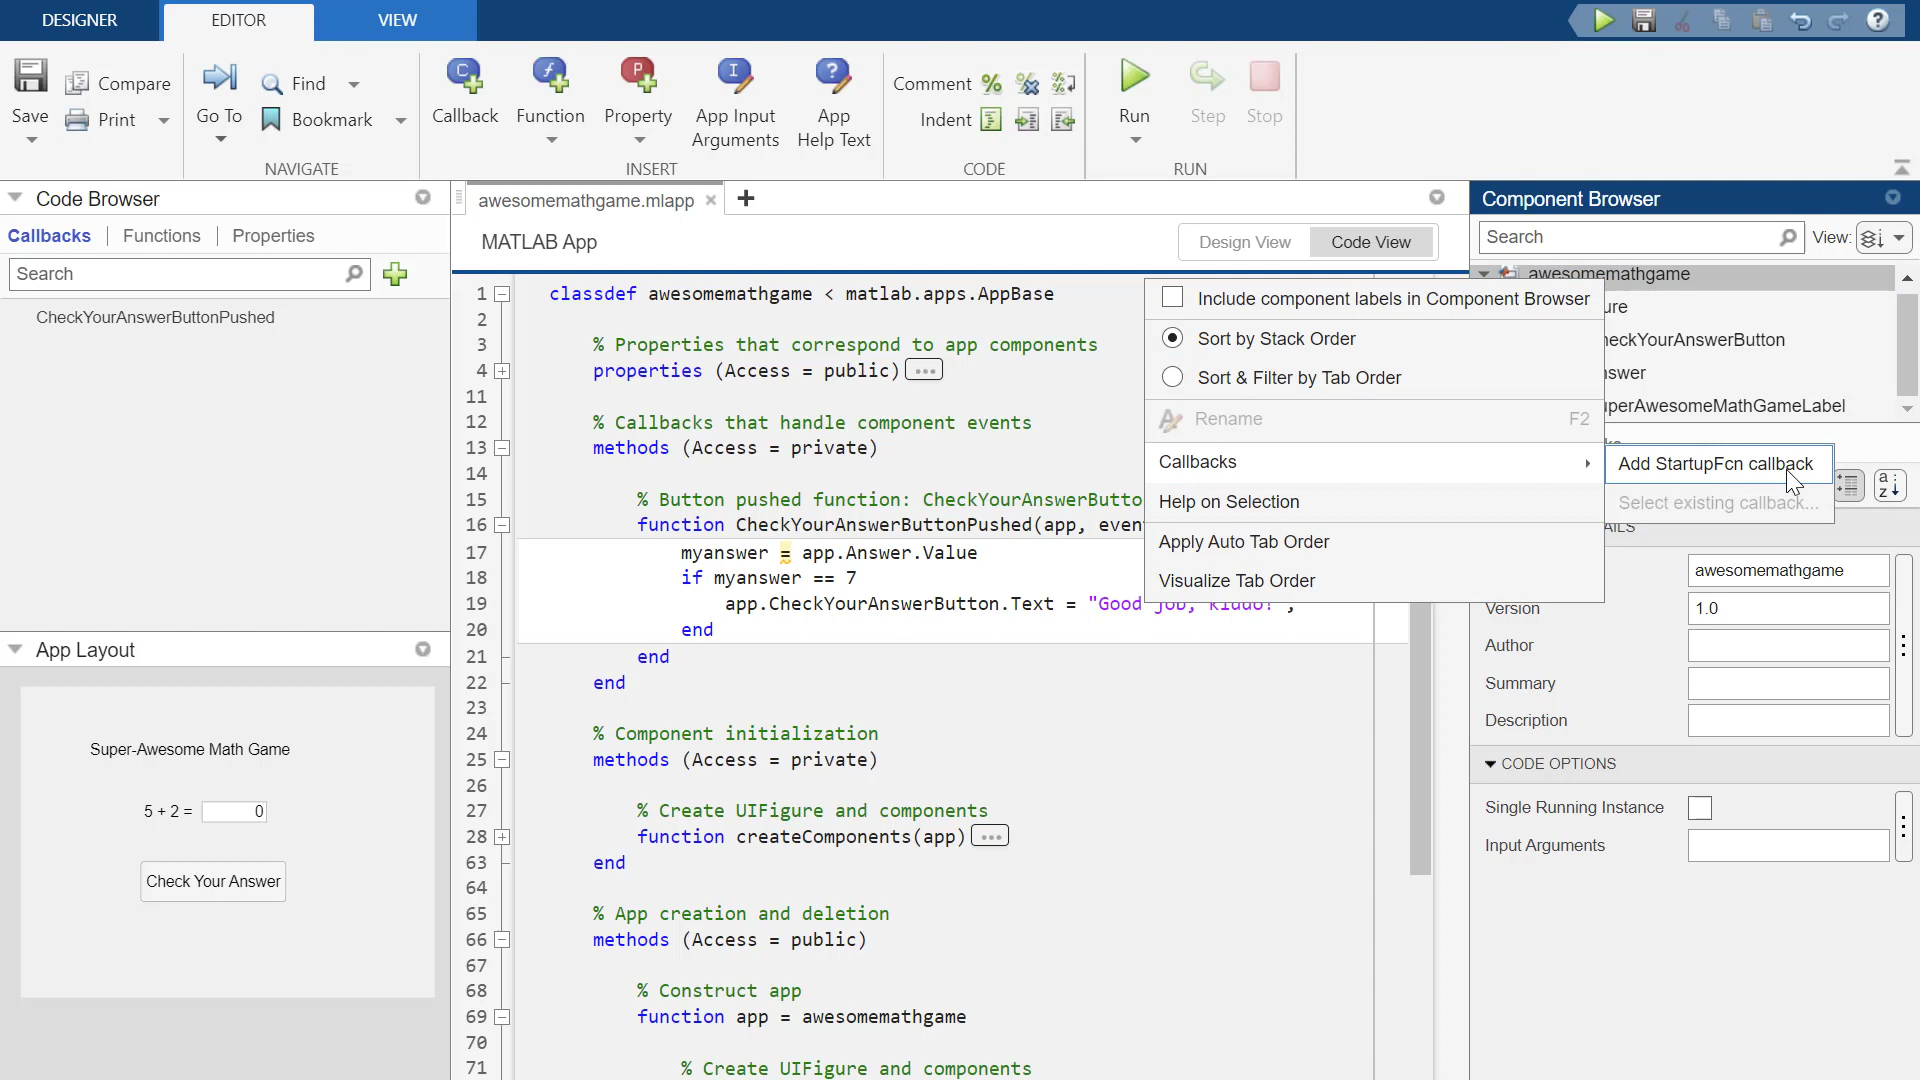 DESIGNER
EDITOR
VIEW
Save
Compare
Print
Go To
Find
Bookmark
NAVIGATE
Callback
Function
Property
App Input
Arguments
App
Help Text
INSERT
Comment
Indent
CODE
Run
Step
Stop
RUN
Code Browser
Callbacks
Functions
Properties
Search
CheckYourAnswerButtonPushed
App Layout
Super-Awesome Math Game
5 + 2 = 0
Check Your Answer
awesomemathgame.mlapp
MATLAB App
Design View
Code View
1 classdef awesomemathgame < matlab.apps.AppBase
2
3 % Properties that correspond to app components
4 properties (Access = public) ...
11
12 % Callbacks that handle component events
13 methods (Access = private)
14
15 % Button pushed function: CheckYourAnswerButto
16 function CheckYourAnswerButtonPushed(app, even
17 myanswer = app.Answer.Value
18 if myanswer == 7
19 app.CheckYourAnswerButton.Text = "Good job, kiddo!";
20 end
21 end
22 end
23
24 % Component initialization
25 methods (Access = private)
26
27 % Create UIFigure and components
28 function createComponents(app) ...
63 end
64
65 % App creation and deletion
66 methods (Access = public)
67
68 % Construct app
69 function app = awesomemathgame
70
71 % Create UIFigure and components
Include component labels in Component Browser
Sort by Stack Order
Sort & Filter by Tab Order
Rename F2
Callbacks
Help on Selection
Apply Auto Tab Order
Visualize Tab Order
Add StartupFcn callback
Select existing callback...
Component Browser
Search
View:
awesomemathgame
ure
heckYourAnswerButton
nswer
uperAwesomeMathGameLabel
AILS
awesomemathgame
Version 1.0
Author
Summary
Description
CODE OPTIONS
Single Running Instance
Input Arguments